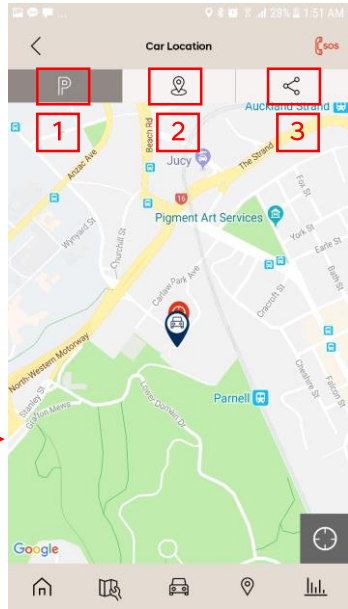 28% 1:51 AM
Car Location
SOS
P
1
2
3
Auckland Strand
Beach Rd
Anzac Ave
Jucy
The Strand
16
Fox St
Pigment Art Services
Wynyard St
Churchill St
York St
Earle St
Bath St
Carlaw Park Ave
Cracroft St
North-Western Motorway
Cheshire St
Falcon St
Stanley St
Grafton Mews
Lower Domain Dr
Parnell
Google